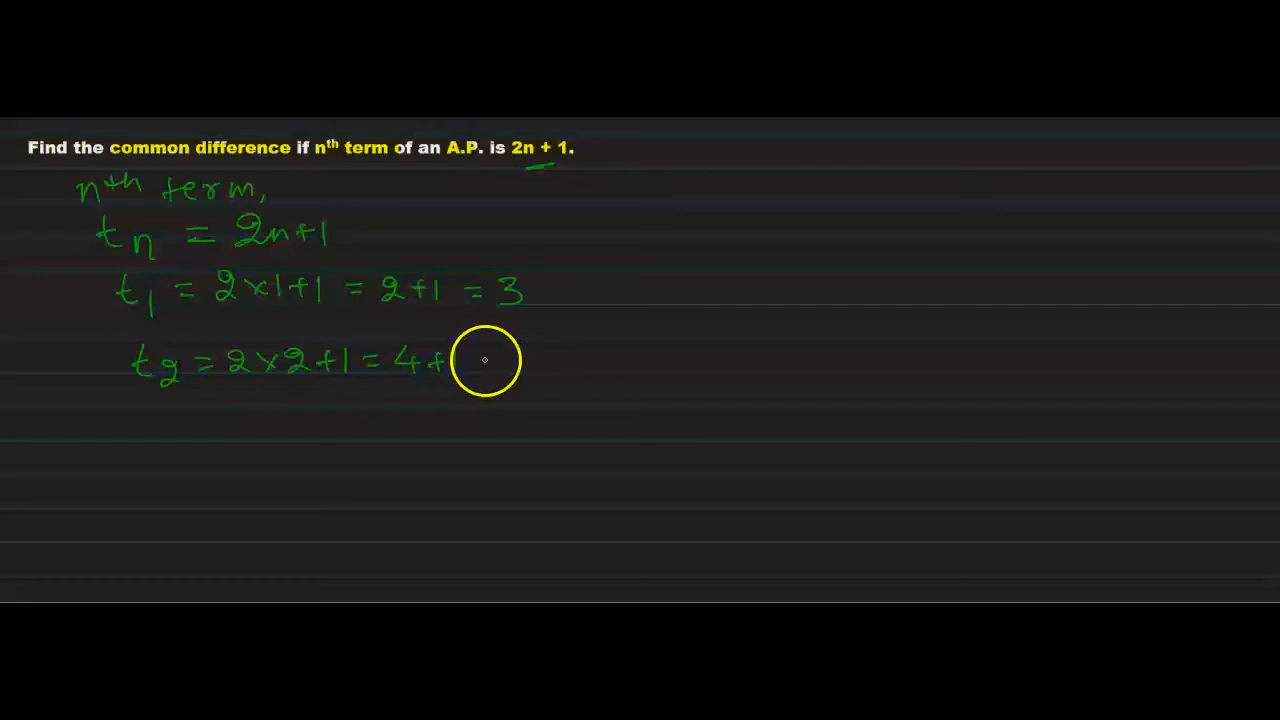 Find the common difference if nth term of an A.P. is 2n + 1.
nth term,
tn = 2n+1
t1 = 2×1+1 = 2+1 = 3
t2 = 2×2+1 = 4+1